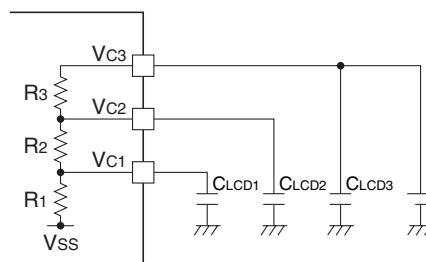 VC3
R3
VC2
R2
VC1
CLCD1 CLCD2 CLCD3
R1
VSS